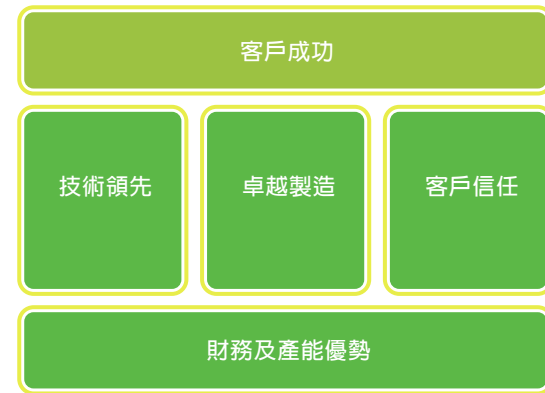 客戶成功
技術領先
卓越製造
客戶信任
財務及產能優勢